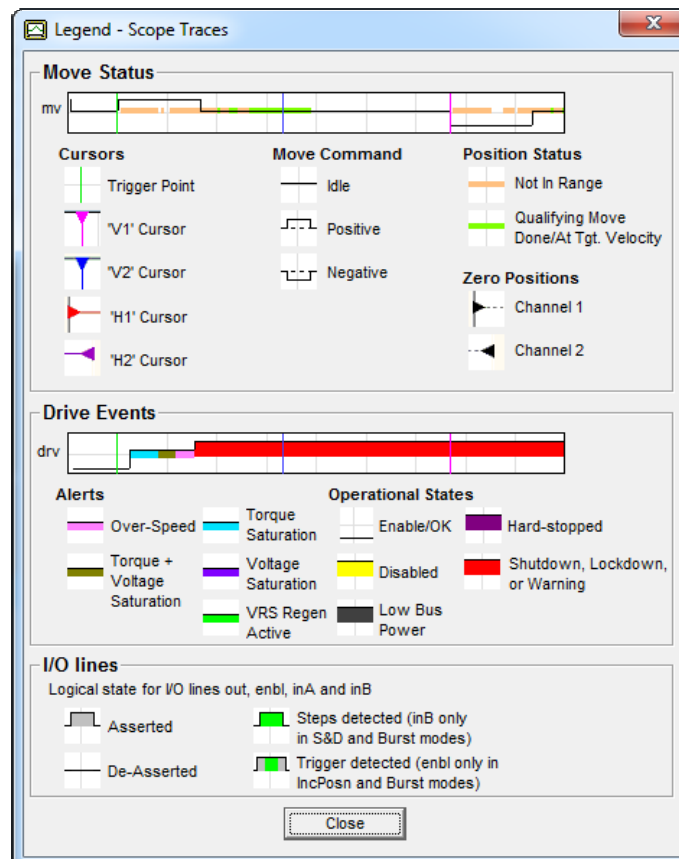 Legend - Scope Traces
Move Status
mv
Cursors
Trigger Point
'V1' Cursor
'V2' Cursor
'H1' Cursor
'H2' Cursor
Move Command
Idle
Positive
Negative
Position Status
Not In Range
Qualifying Move
Done/At Tgt. Velocity
Zero Positions
Channel 1
Channel 2
Drive Events
drv
Alerts
Over-Speed
Torque +
Voltage
Saturation
Torque
Saturation
Voltage
Saturation
VRS Regen
Active
Operational States
Enable/OK
Disabled
Low Bus
Power
Hard-stopped
Shutdown, Lockdown,
or Warning
I/O lines
Logical state for I/O lines out, enbl, inA and inB
Asserted
De-Asserted
Steps detected (inB only
in S&D and Burst modes)
Trigger detected (enbl only in
IncPosn and Burst modes)
Close